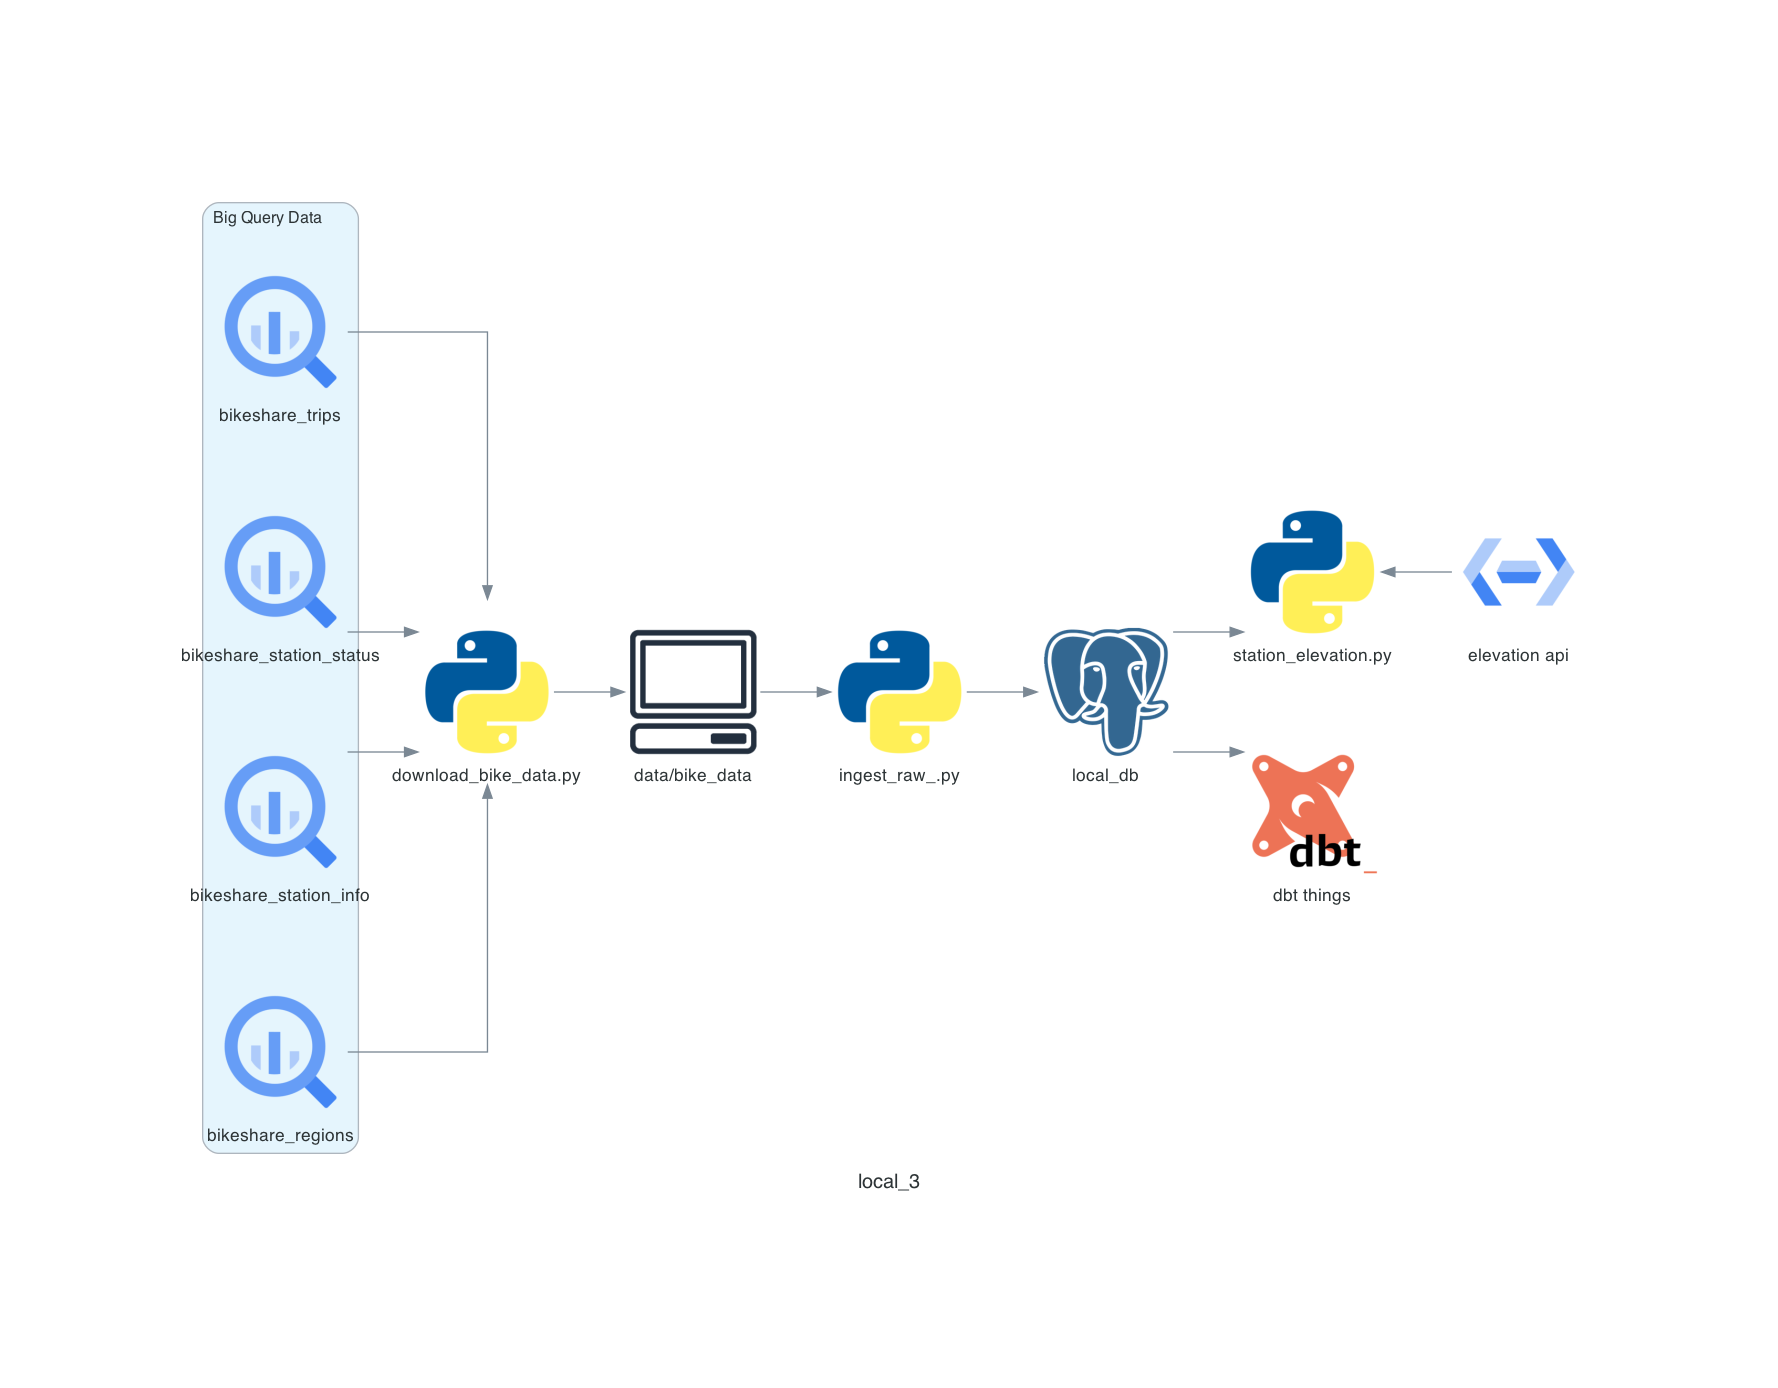 Big Query Data
bikeshare_trips
bikeshare_station_status
bikeshare_station_info
bikeshare_regions
download_bike_data.py
data/bike_data
ingest_raw_.py
local_db
station_elevation.py
elevation api
dbt_
dbt things
local_3